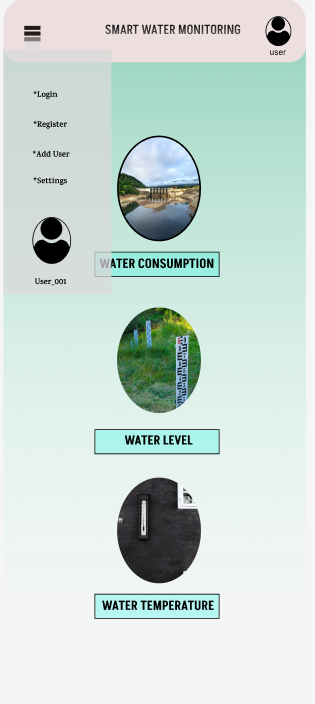 SMART WATER MONITORING
user
*Login
*Register
*Add User
*Settings
User_001
WATER CONSUMPTION
WATER LEVEL
WATER TEMPERATURE